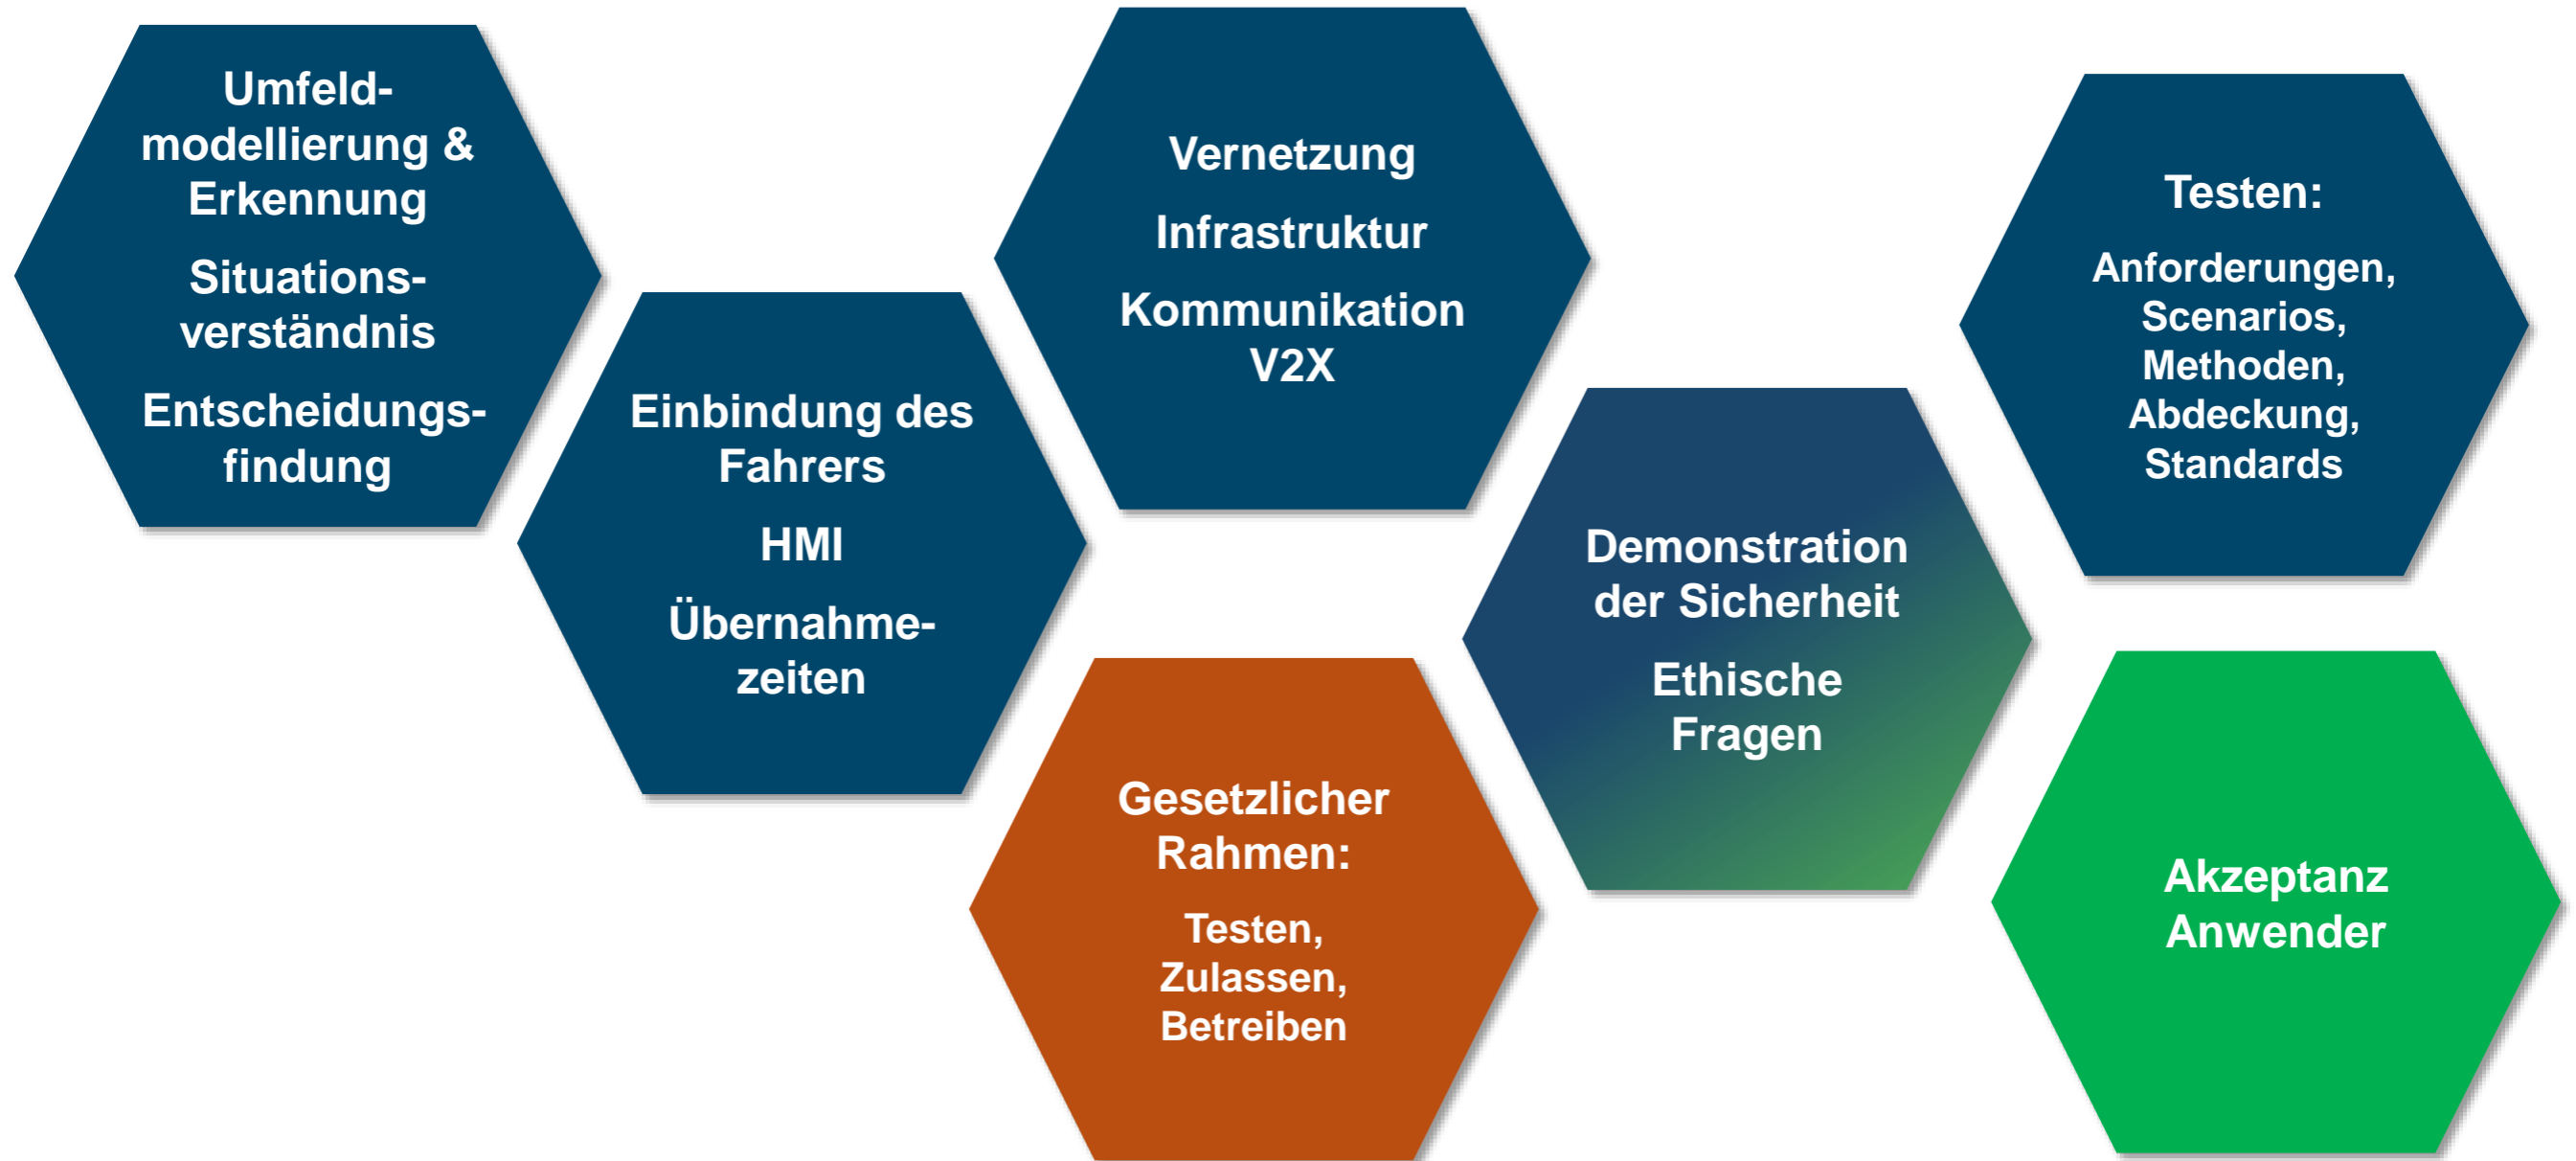 Umfeld-
modellierung &
Erkennung
Situations-
verständnis
Entscheidungs-
findung
Einbindung des
Fahrers
HMI
Übernahme-
zeiten
Vernetzung
Infrastruktur
Kommunikation
V2X
Gesetzlicher
Rahmen:
Testen,
Zulassen,
Betreiben
Demonstration
der Sicherheit
Ethische
Fragen
Testen:
Anforderungen,
Scenarios,
Methoden,
Abdeckung,
Standards
Akzeptanz
Anwender